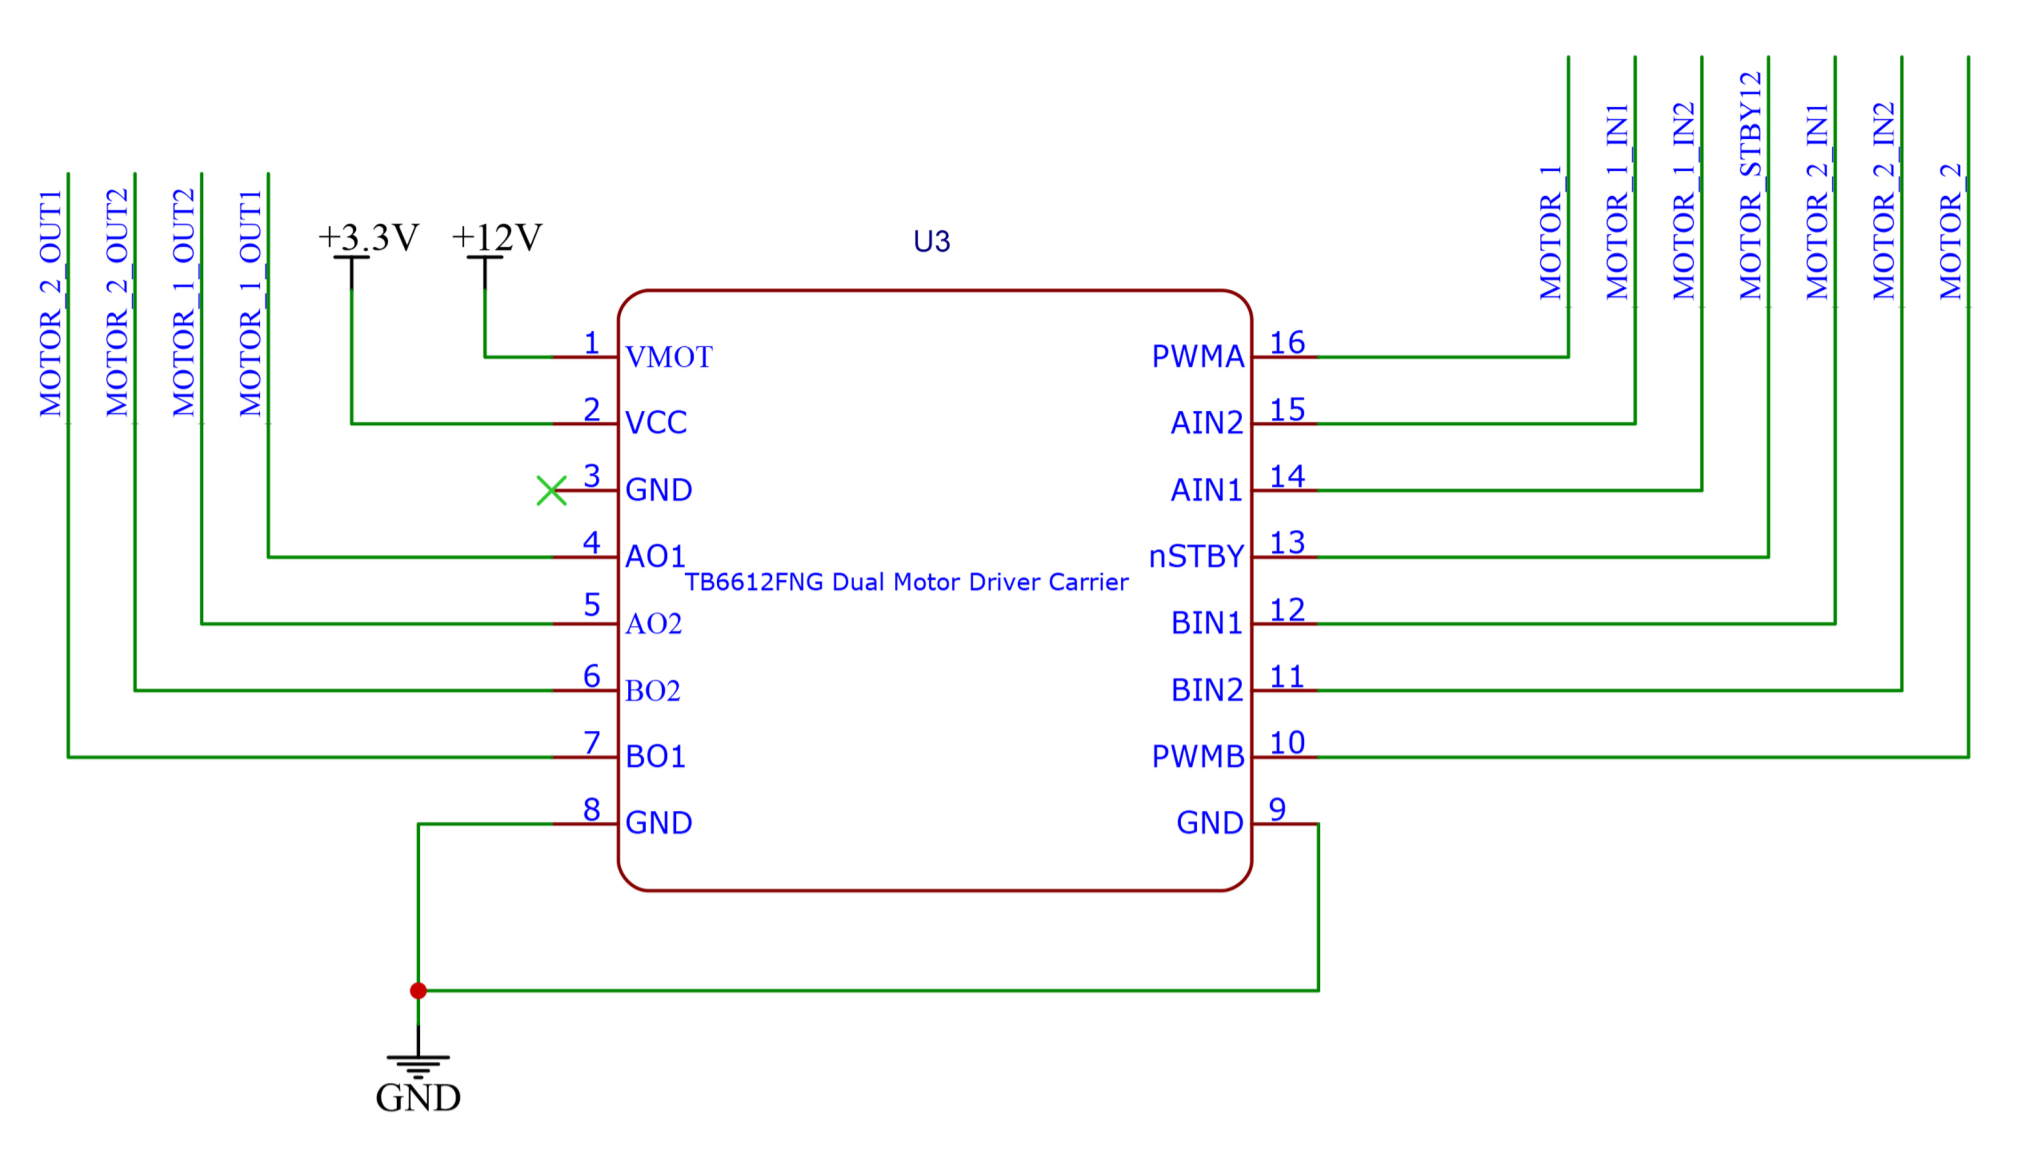 MOTOR_2_OUT1
MOTOR_2_OUT2
MOTOR_1_OUT2
MOTOR_1_OUT1
+3.3V
+12V
U3
MOTOR_1
MOTOR_1_IN1
MOTOR_1_IN2
MOTOR_STBY12
MOTOR_2_IN1
MOTOR_2_IN2
MOTOR_2
1 VMOT
2 VCC
3 GND
4 AO1
5 AO2
6 BO2
7 BO1
8 GND
TB6612FNG Dual Motor Driver Carrier
PWMA 16
AIN2 15
AIN1 14
nSTBY 13
BIN1 12
BIN2 11
PWMB 10
GND 9
GND